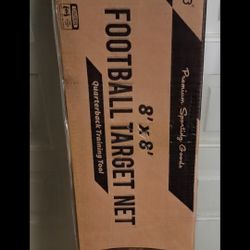 8' x 8'
FOOTBALL TARGET NET
Quarterback Training Tool
Premium Sporting Goods